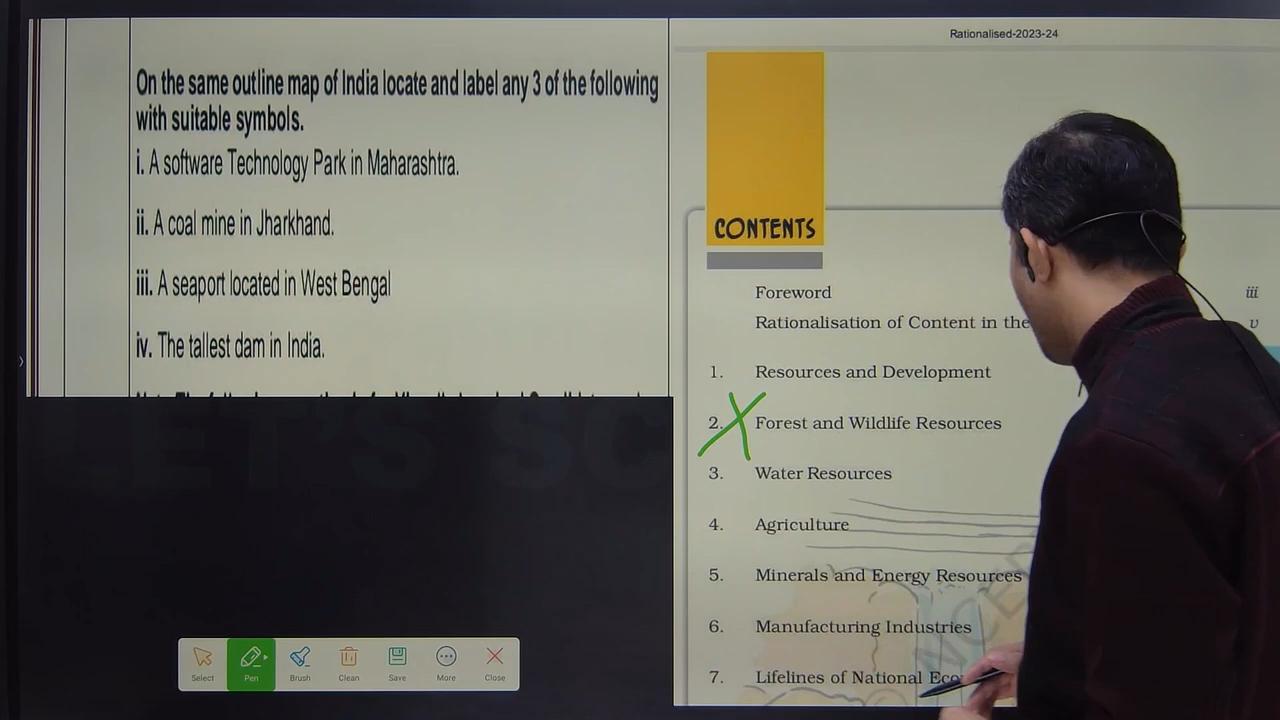 Rationalised-2023-24
On the same outline map of India locate and label any 3 of the following
with suitable symbols.
i. A software Technology Park in Maharashtra.
ii. A coal mine in Jharkhand.
iii. A seaport located in West Bengal
iv. The tallest dam in India.
CONTENTS
Foreword iii
Rationalisation of Content in the v
1. Resources and Development
2. Forest and Wildlife Resources
3. Water Resources
4. Agriculture
5. Minerals and Energy Resources
6. Manufacturing Industries
7. Lifelines of National
Select Pen Brush Clean Save More Close